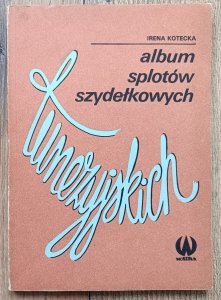 IRENA KOTECKA
album
splotów
szydełkowych
tunezyjskich
WATRA